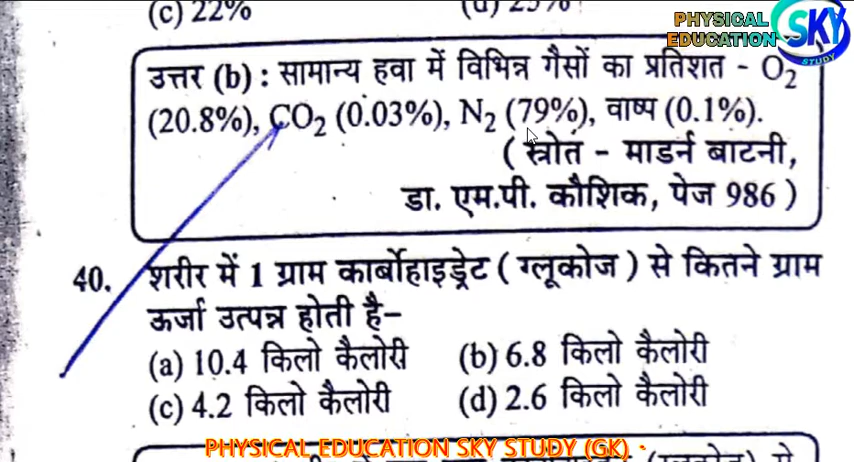 (c) 22%
PHYSICAL
EDUCATION
SKY
STUDY
उत्तर (b) : सामान्य हवा में विभिन्न गैसों का प्रतिशत - O₂
(20.8%), CO₂ (0.03%), N₂ (79%), वाष्प (0.1%).
( स्त्रोत - माडर्न बाटनी,
डा. एम.पी. कौशिक, पेज 986 )
40. शरीर में 1 ग्राम कार्बोहाइड्रेट ( ग्लूकोज ) से कितने ग्राम
ऊर्जा उत्पन्न होती है–
(a) 10.4 किलो कैलोरी (b) 6.8 किलो कैलोरी
(c) 4.2 किलो कैलोरी (d) 2.6 किलो कैलोरी
PHYSICAL EDUCATION SKY STUDY (GK)